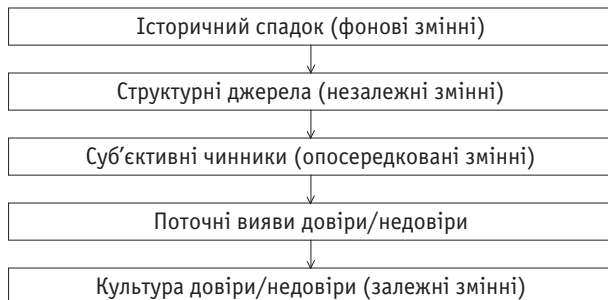 Історичний спадок (фонові змінні)
Структурні джерела (незалежні змінні)
Суб’єктивні чинники (опосередковані змінні)
Поточні вияви довіри/недовіри
Культура довіри/недовіри (залежні змінні)